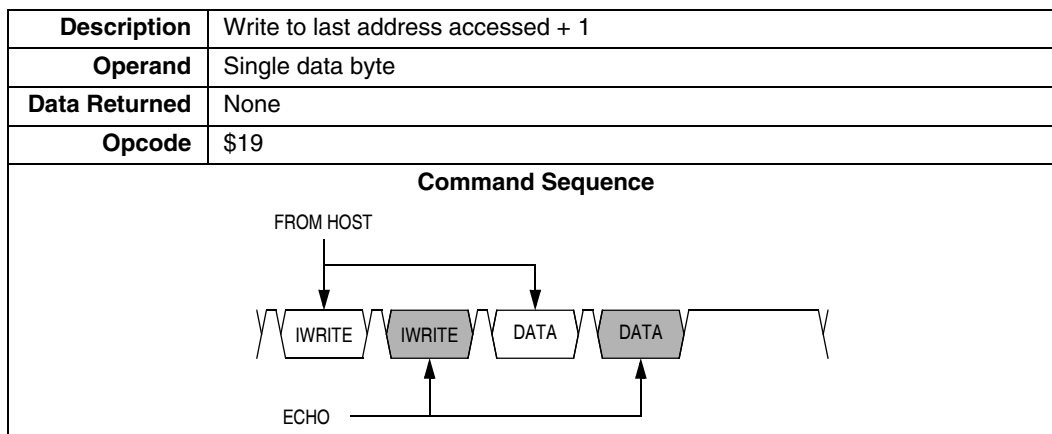 Description Write to last address accessed + 1
Operand Single data byte
Data Returned None
Opcode $19
Command Sequence
FROM HOST
IWRITE IWRITE DATA DATA
ECHO